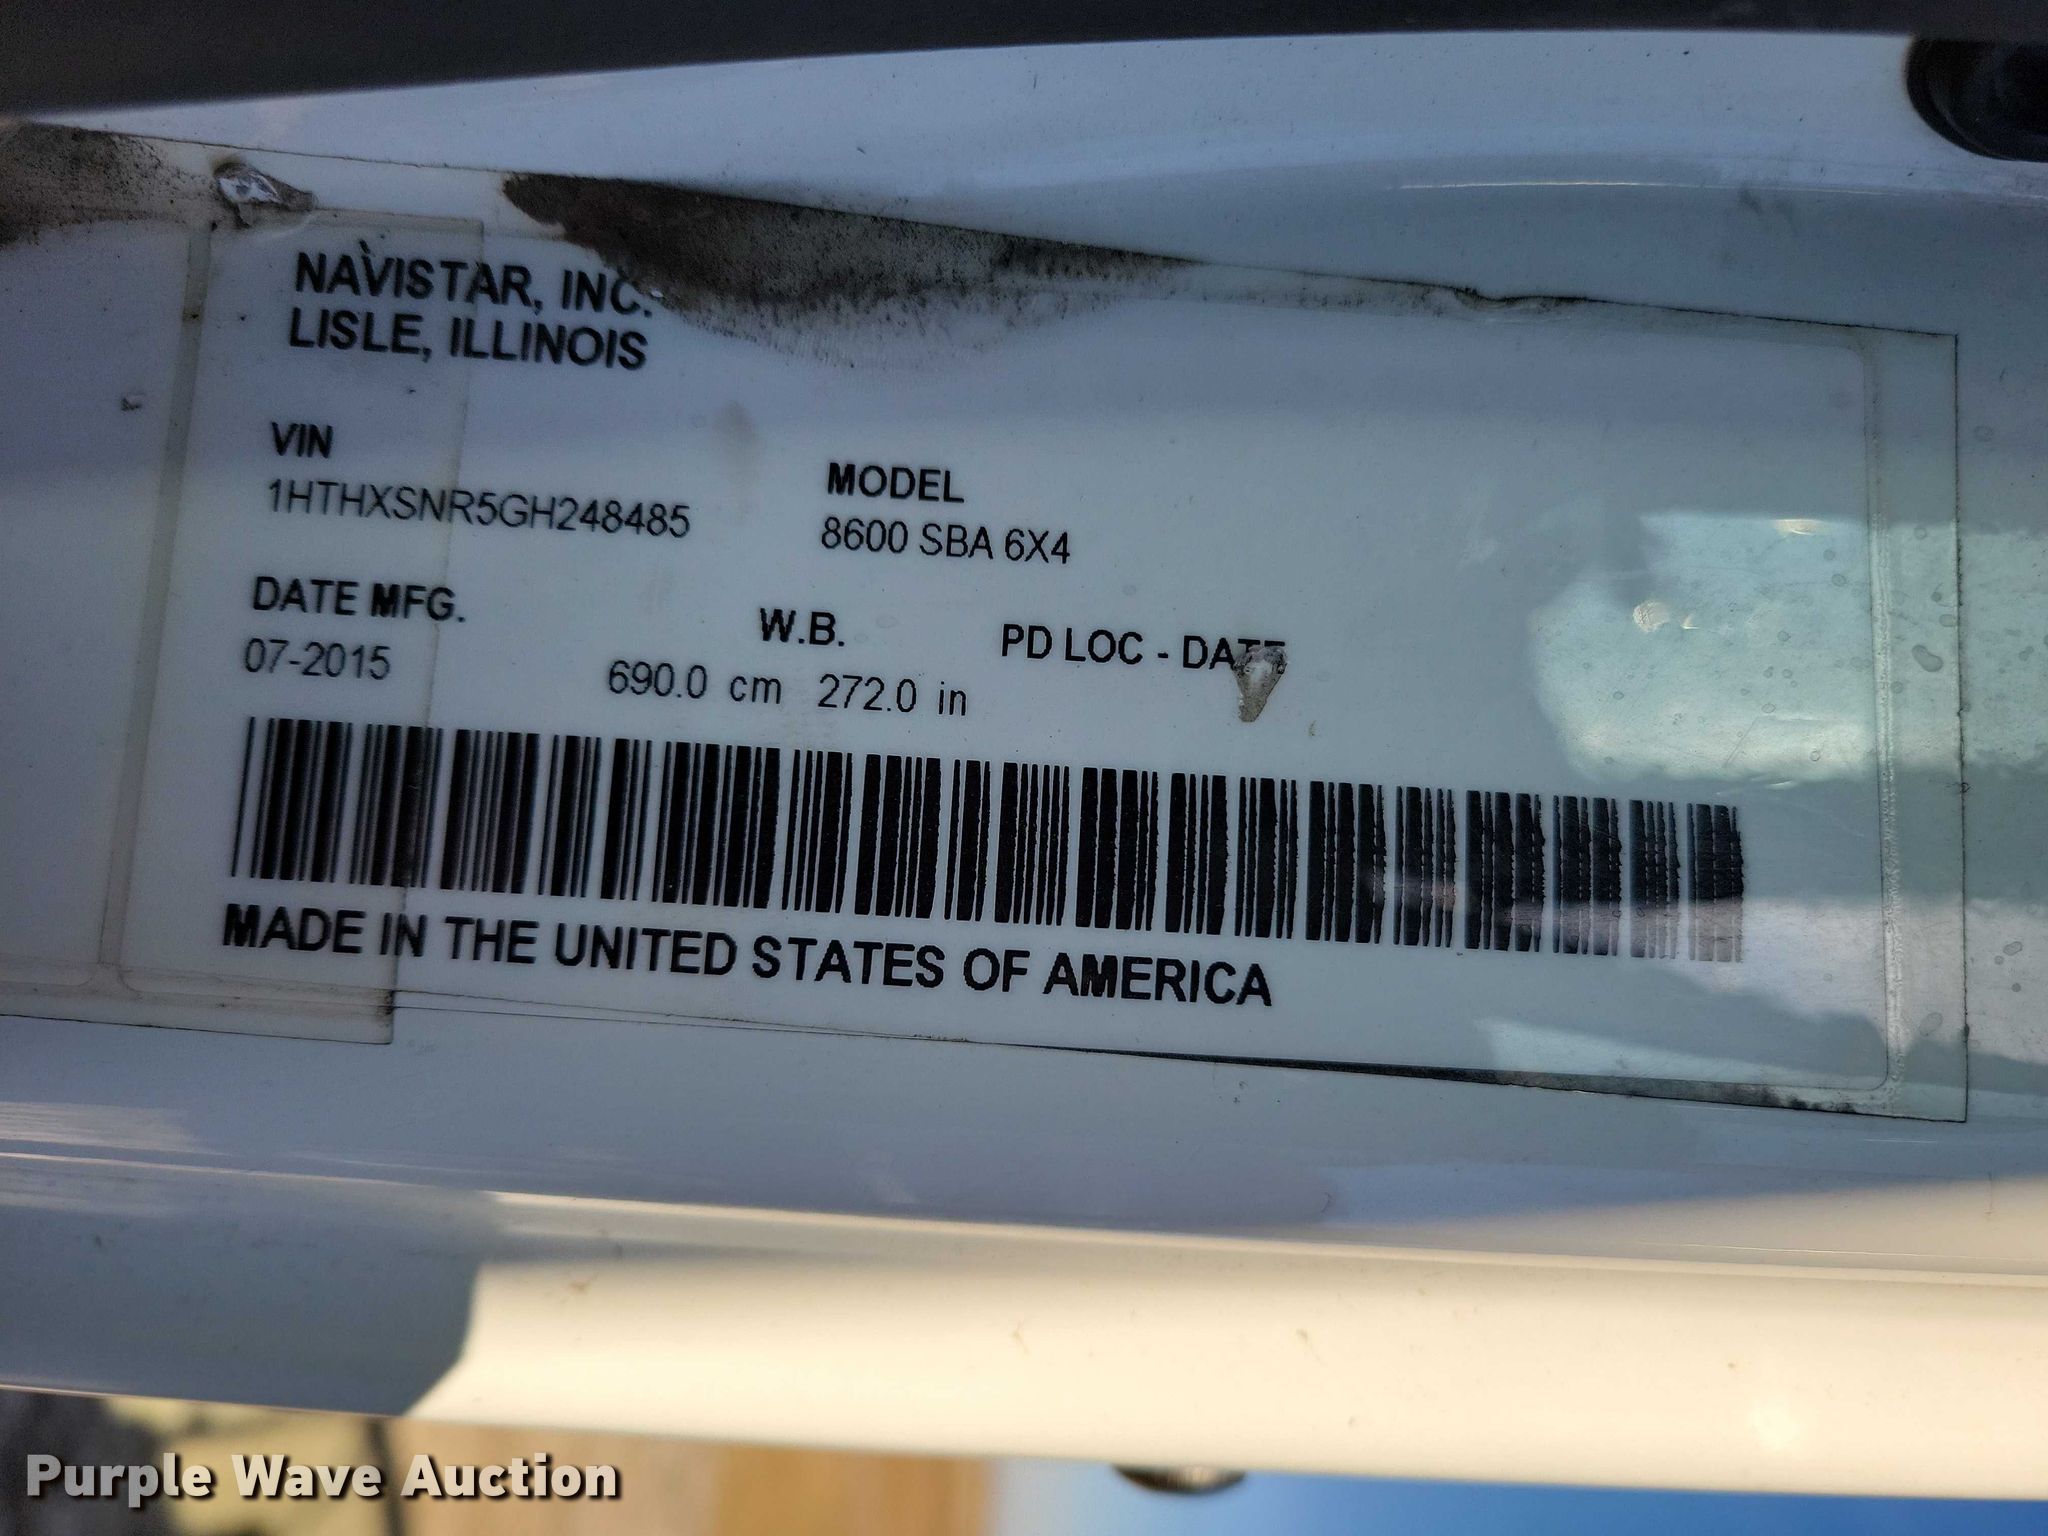 NAVISTAR, INC.
LISLE, ILLINOIS
VIN
1HTHXSNR5GH248485
MODEL
8600 SBA 6X4
DATE MFG.
07-2015
W.B.
690.0 cm 272.0 in
PD LOC - DATE
MADE IN THE UNITED STATES OF AMERICA
Purple Wave Auction